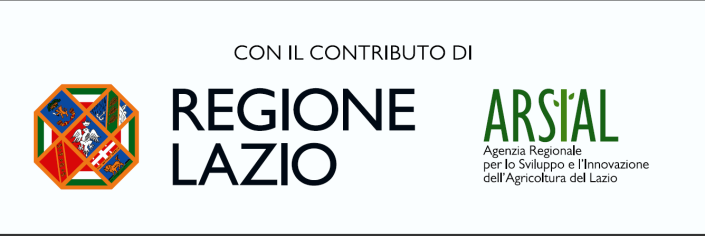 CON IL CONTRIBUTO DI
REGIONE
LAZIO
ARSIAL
Agenzia Regionale
per lo Sviluppo e l'Innovazione
dell'Agricoltura del Lazio